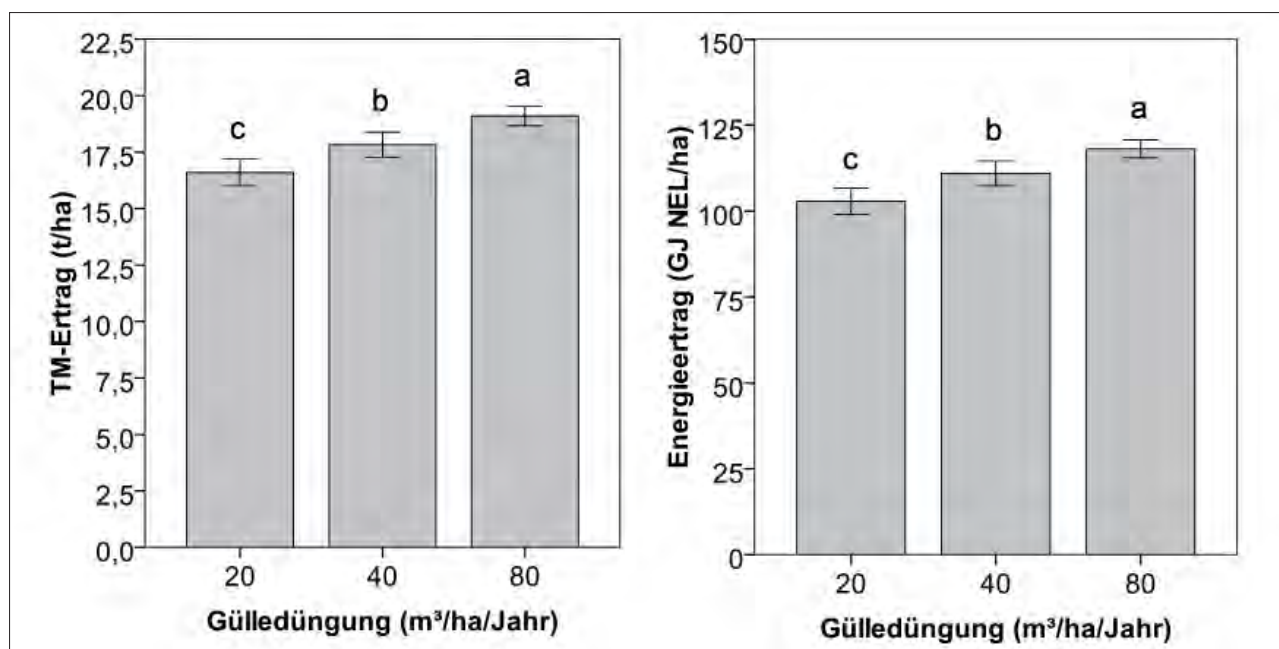 TM-Ertrag (t/ha)
22,5
20,0
17,5
15,0
12,5
10,0
7,5
5,0
2,5
0,0
c
b
a
20
40
80
Gülledüngung (m³/ha/Jahr)
Energieertrag (GJ NEL/ha)
150
125
100
75
50
25
0
c
b
a
20
40
80
Gülledüngung (m³/ha/Jahr)